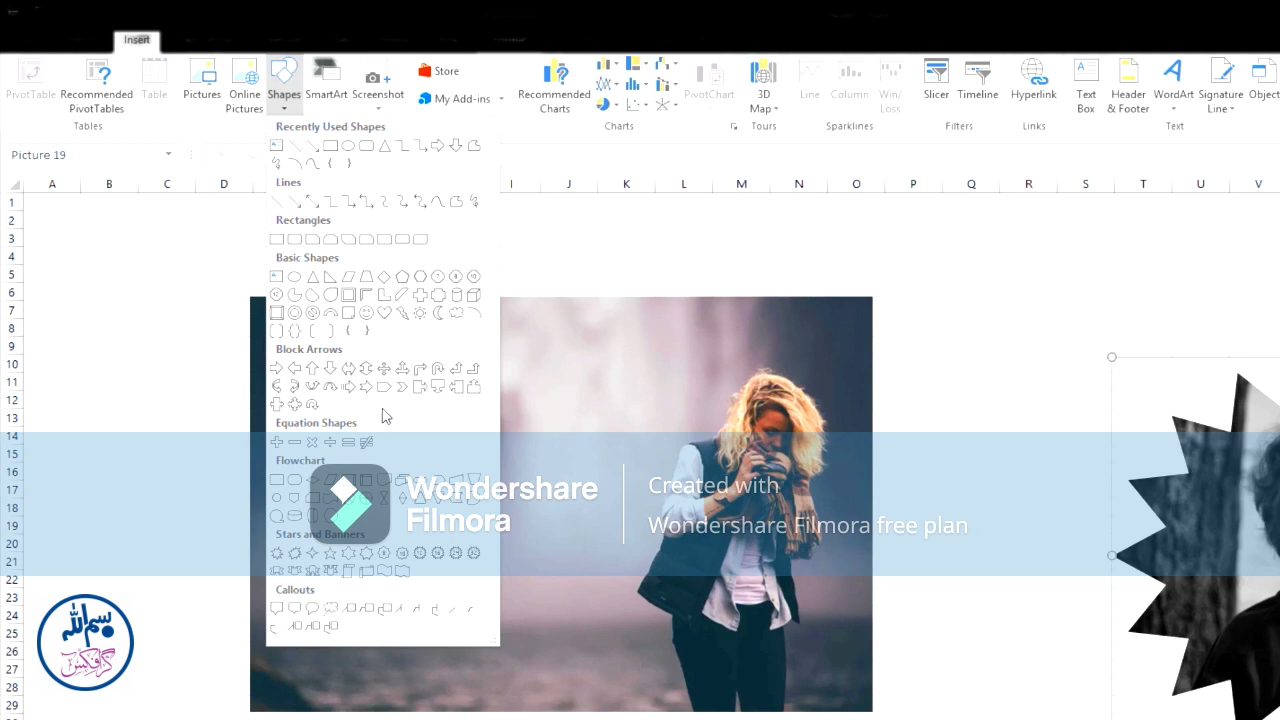 Insert
PivotTable
Recommended
PivotTables
Table
Tables
Pictures
Online
Pictures
Shapes
SmartArt
Screenshot
Store
My Add-ins
Recommended
Charts
Charts
PivotChart
3D
Map
Tours
Line
Column
Win/
Loss
Sparklines
Slicer
Timeline
Filters
Hyperlink
Links
Text
Box
Header
& Footer
WordArt
Signature
Line
Object
Text
Picture 19
Recently Used Shapes
Lines
Rectangles
Basic Shapes
Block Arrows
Equation Shapes
Flowchart
Stars and Banners
Callouts
A B C D I J K L M N O P Q R S T U V
1
2
3
4
5
6
7
8
9
10
11
12
13
14
15
16
17
18
19
20
21
22
23
24
25
26
27
28
29
Wondershare
Filmora
Created with
Wondershare Filmora free plan
بسم اللہ
گرافکس